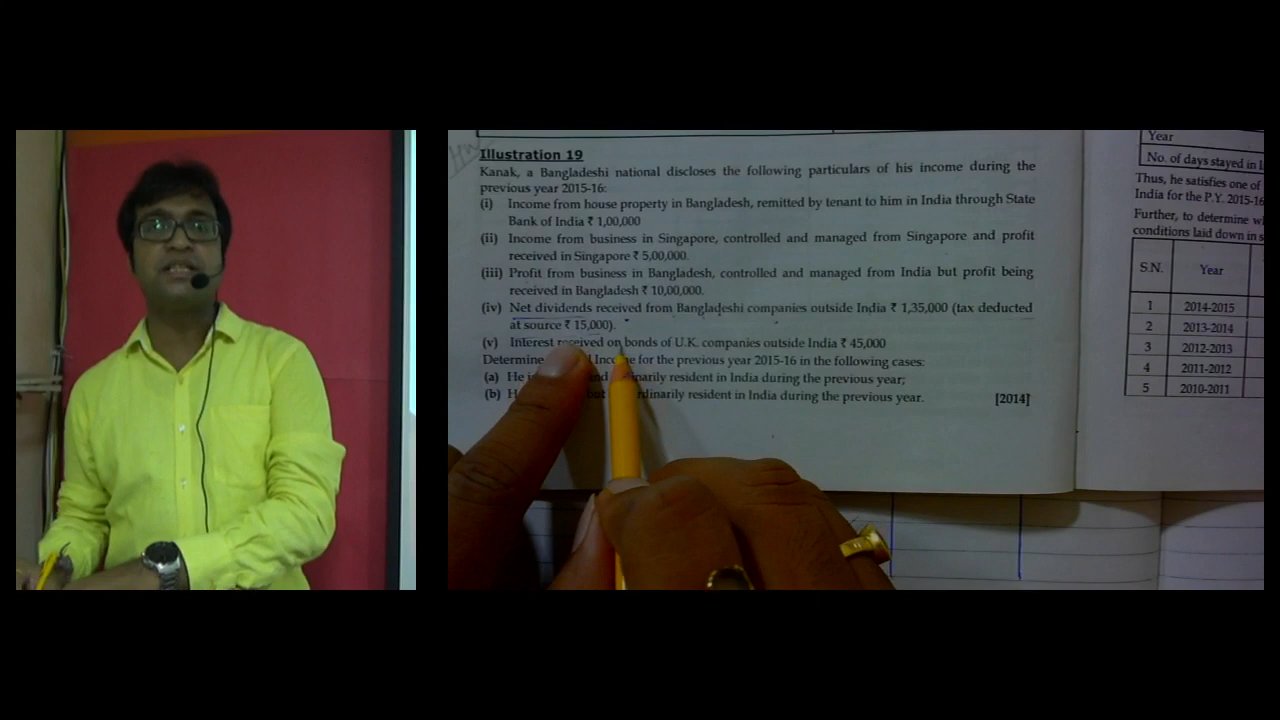 Illustration 19
Kanak, a Bangladeshi national discloses the following particulars of his income during the
previous year 2015-16:
(i) Income from house property in Bangladesh, remitted by tenant to him in India through State
Bank of India ₹ 1,00,000
(ii) Income from business in Singapore, controlled and managed from Singapore and profit
received in Singapore ₹ 5,00,000.
(iii) Profit from business in Bangladesh, controlled and managed from India but profit being
received in Bangladesh ₹ 10,00,000.
(iv) Net dividends received from Bangladeshi companies outside India ₹ 1,35,000 (tax deducted
at source ₹ 15,000).
(v) Interest received on bonds of U.K. companies outside India ₹ 45,000
Determine for the previous year 2015-16 in the following cases:
(a) He resident in India during the previous year;
(b) but resident in India during the previous year.
[2014]
Year
No. of days stayed in
Thus, he satisfies one of
India for the P.Y. 2015-16
Further, to determine
conditions laid down in
S.N. Year
1 2014-2015
2 2013-2014
3 2012-2013
4 2011-2012
5 2010-2011